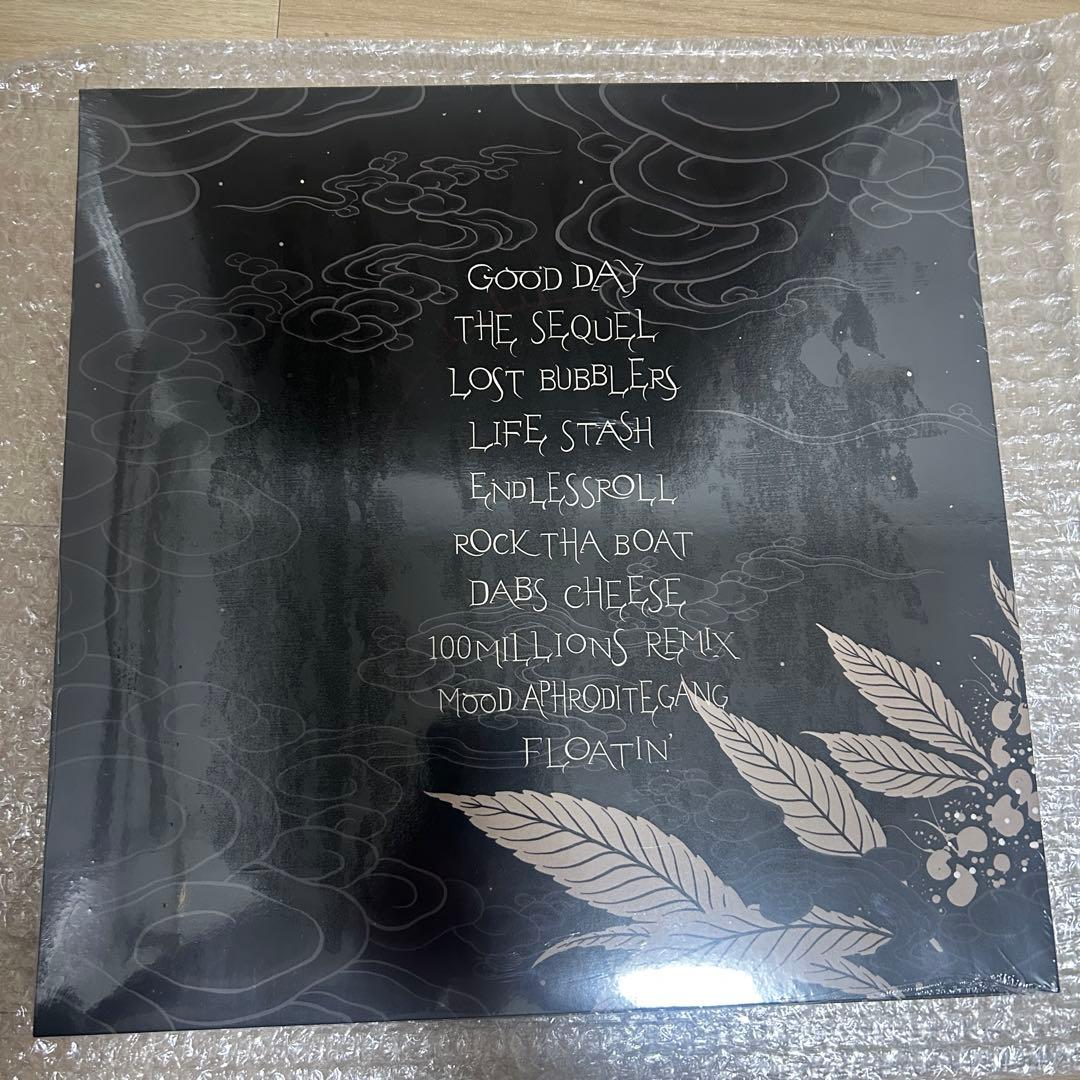 GOOD DAY
THE SEQUEL
LOST BUBBLERS
LIFE STASH
ENDLESSROLL
ROCK THA BOAT
DABS CHEESE
100MILLIONS REMIX
MOOD APHRODITEGANG
FLOATIN'